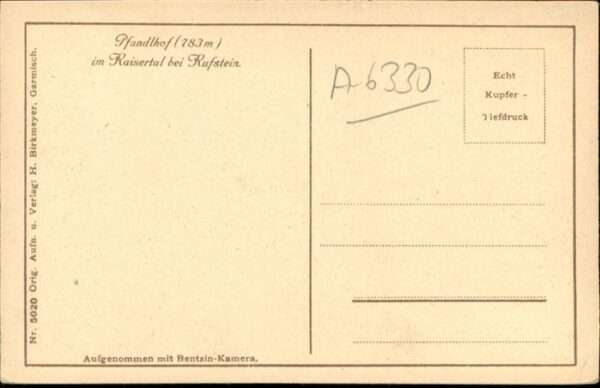 Pfandlhof (783 m)
im Kaisertal bei Kufstein.
A-6330
Echt
Kupfer -
Tiefdruck
Nr. 5020 Orig. Aufn. u. Verlag: H. Birkmeyer, Garmisch.
Aufgenommen mit Bentzin-Kamera.